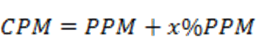 CPM = PPM + x%PPM